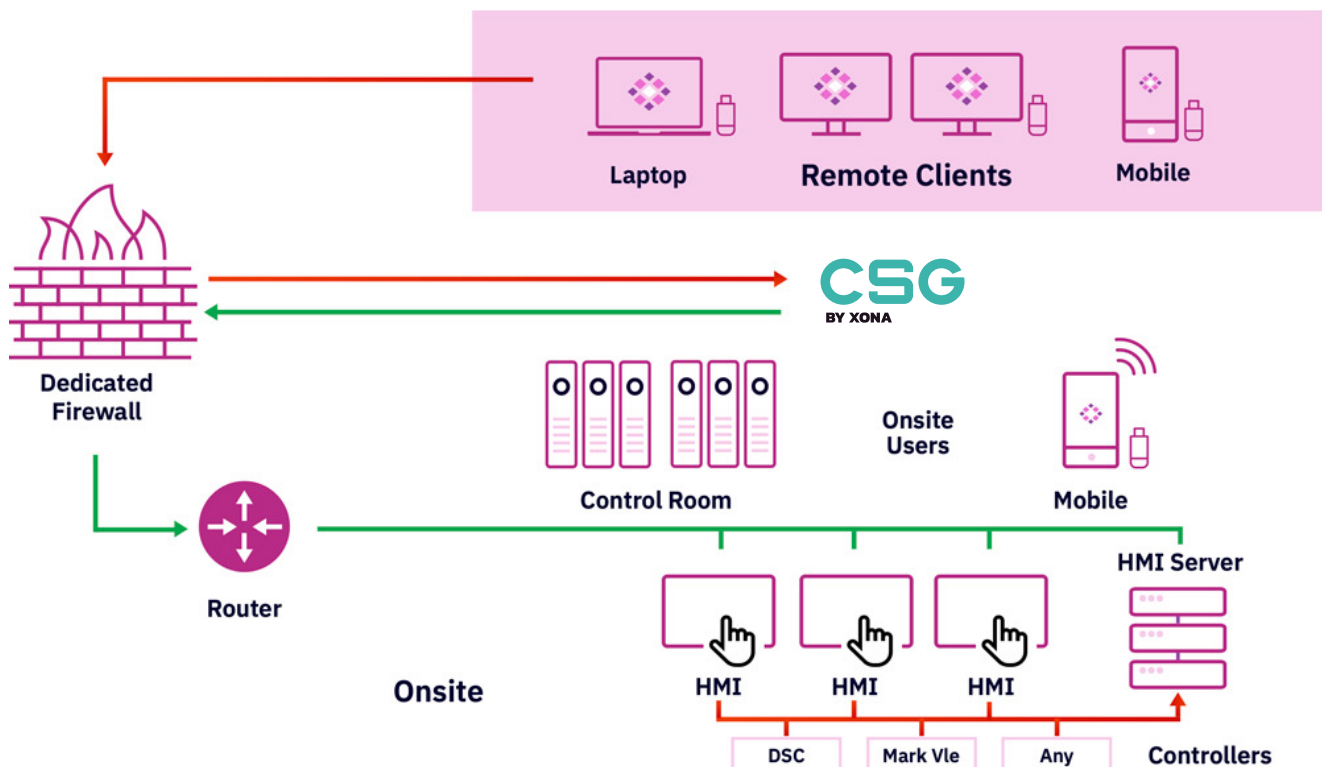 Laptop
Remote Clients
Mobile
CSG
BY XONA
Dedicated
Firewall
Onsite
Users
Control Room
Mobile
HMI Server
Router
HMI
HMI
HMI
Onsite
DSC
Mark Vle
Any
Controllers